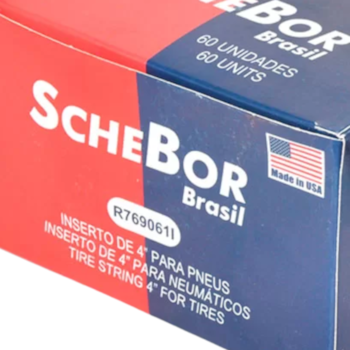 SCHEBOR
Brasil
60 UNIDADES
60 UNITS
SCHEBOR
Brasil
Made in USA
R769061I
INSERTO DE 4" PARA PNEUS
INSERTO DE 4" PARA NEUMÁTICOS
TIRE STRING 4" FOR TIRES